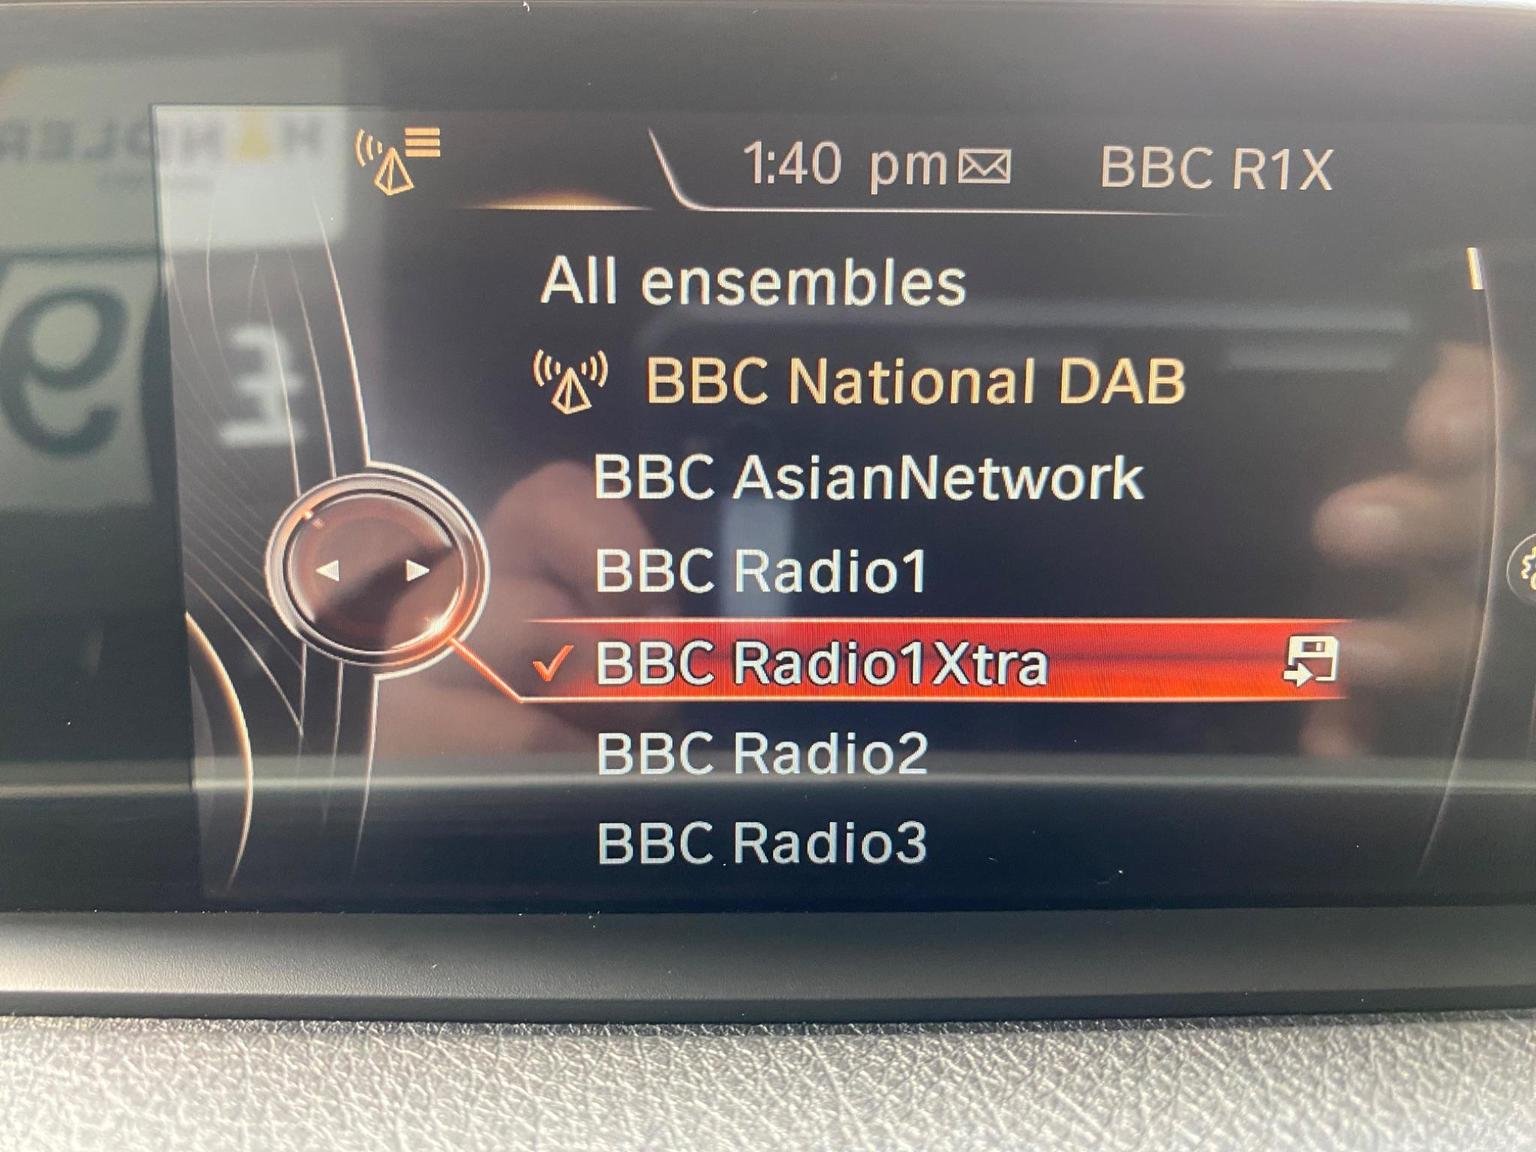 1:40 pm BBC R1X
All ensembles
BBC National DAB
BBC AsianNetwork
BBC Radio1
BBC Radio1Xtra
BBC Radio2
BBC Radio3